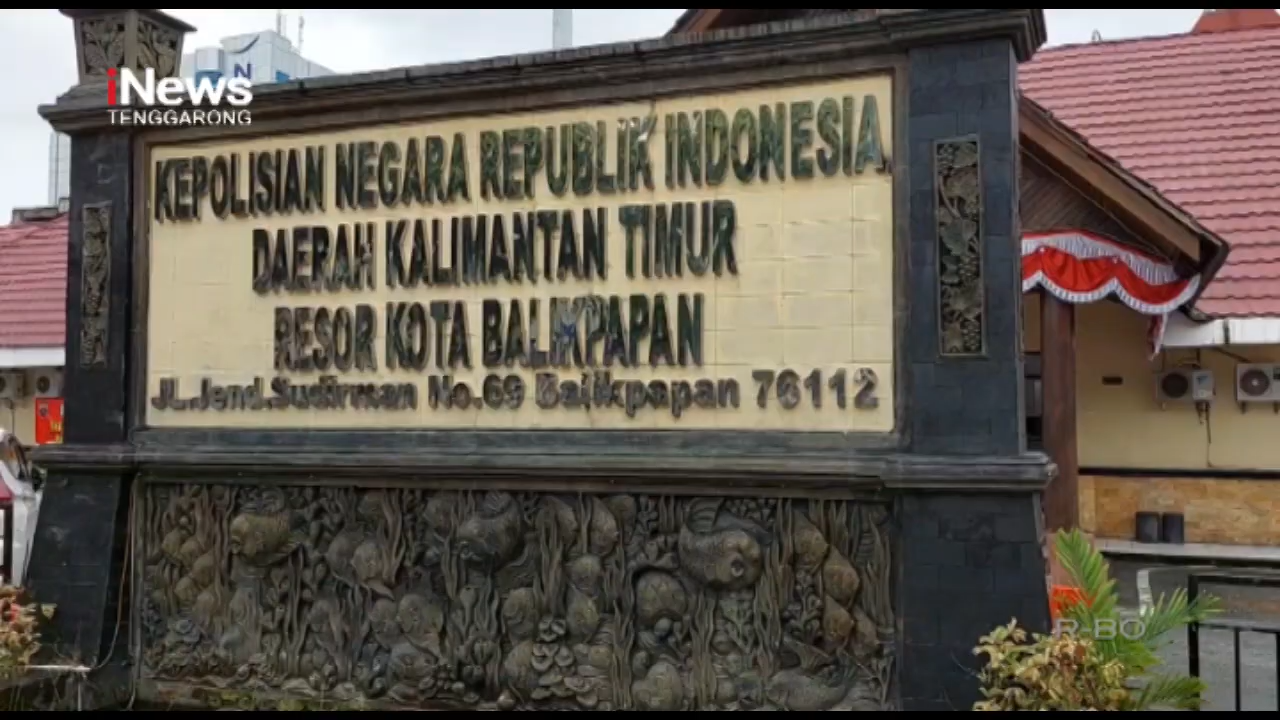 iNews
TENGGARONG
KEPOLISIAN NEGARA REPUBLIK INDONESIA
DAERAH KALIMANTAN TIMUR
RESOR KOTA BALIKPAPAN
JL.Jend.Sudirman No.69 Balikpapan 76112
R-BO